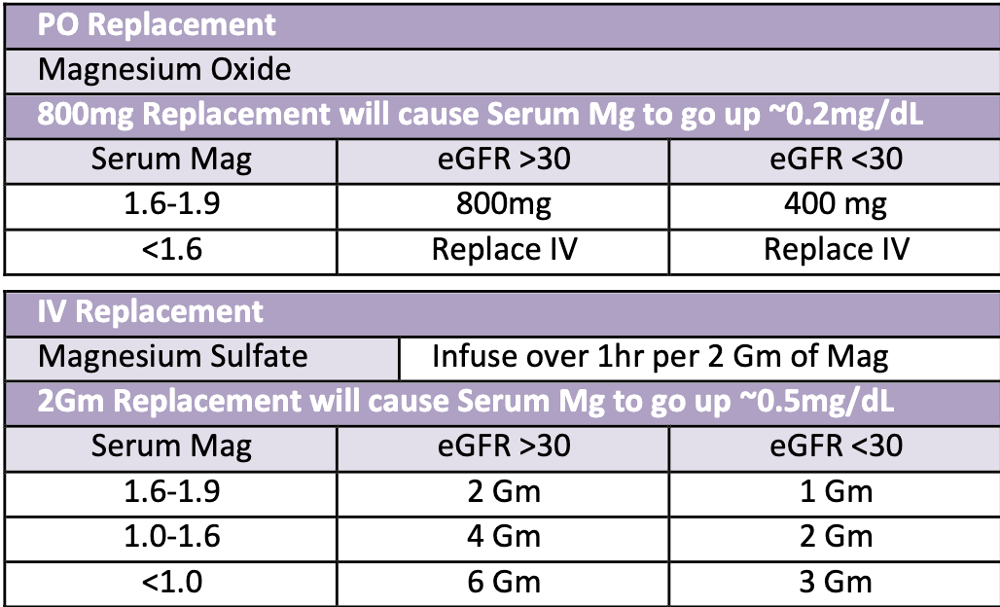 PO Replacement
Magnesium Oxide
800mg Replacement will cause Serum Mg to go up ~0.2mg/dL
Serum Mag eGFR >30 eGFR <30
1.6-1.9 800mg 400 mg
<1.6 Replace IV Replace IV
IV Replacement
Magnesium Sulfate Infuse over 1hr per 2 Gm of Mag
2Gm Replacement will cause Serum Mg to go up ~0.5mg/dL
Serum Mag eGFR >30 eGFR <30
1.6-1.9 2 Gm 1 Gm
1.0-1.6 4 Gm 2 Gm
<1.0 6 Gm 3 Gm